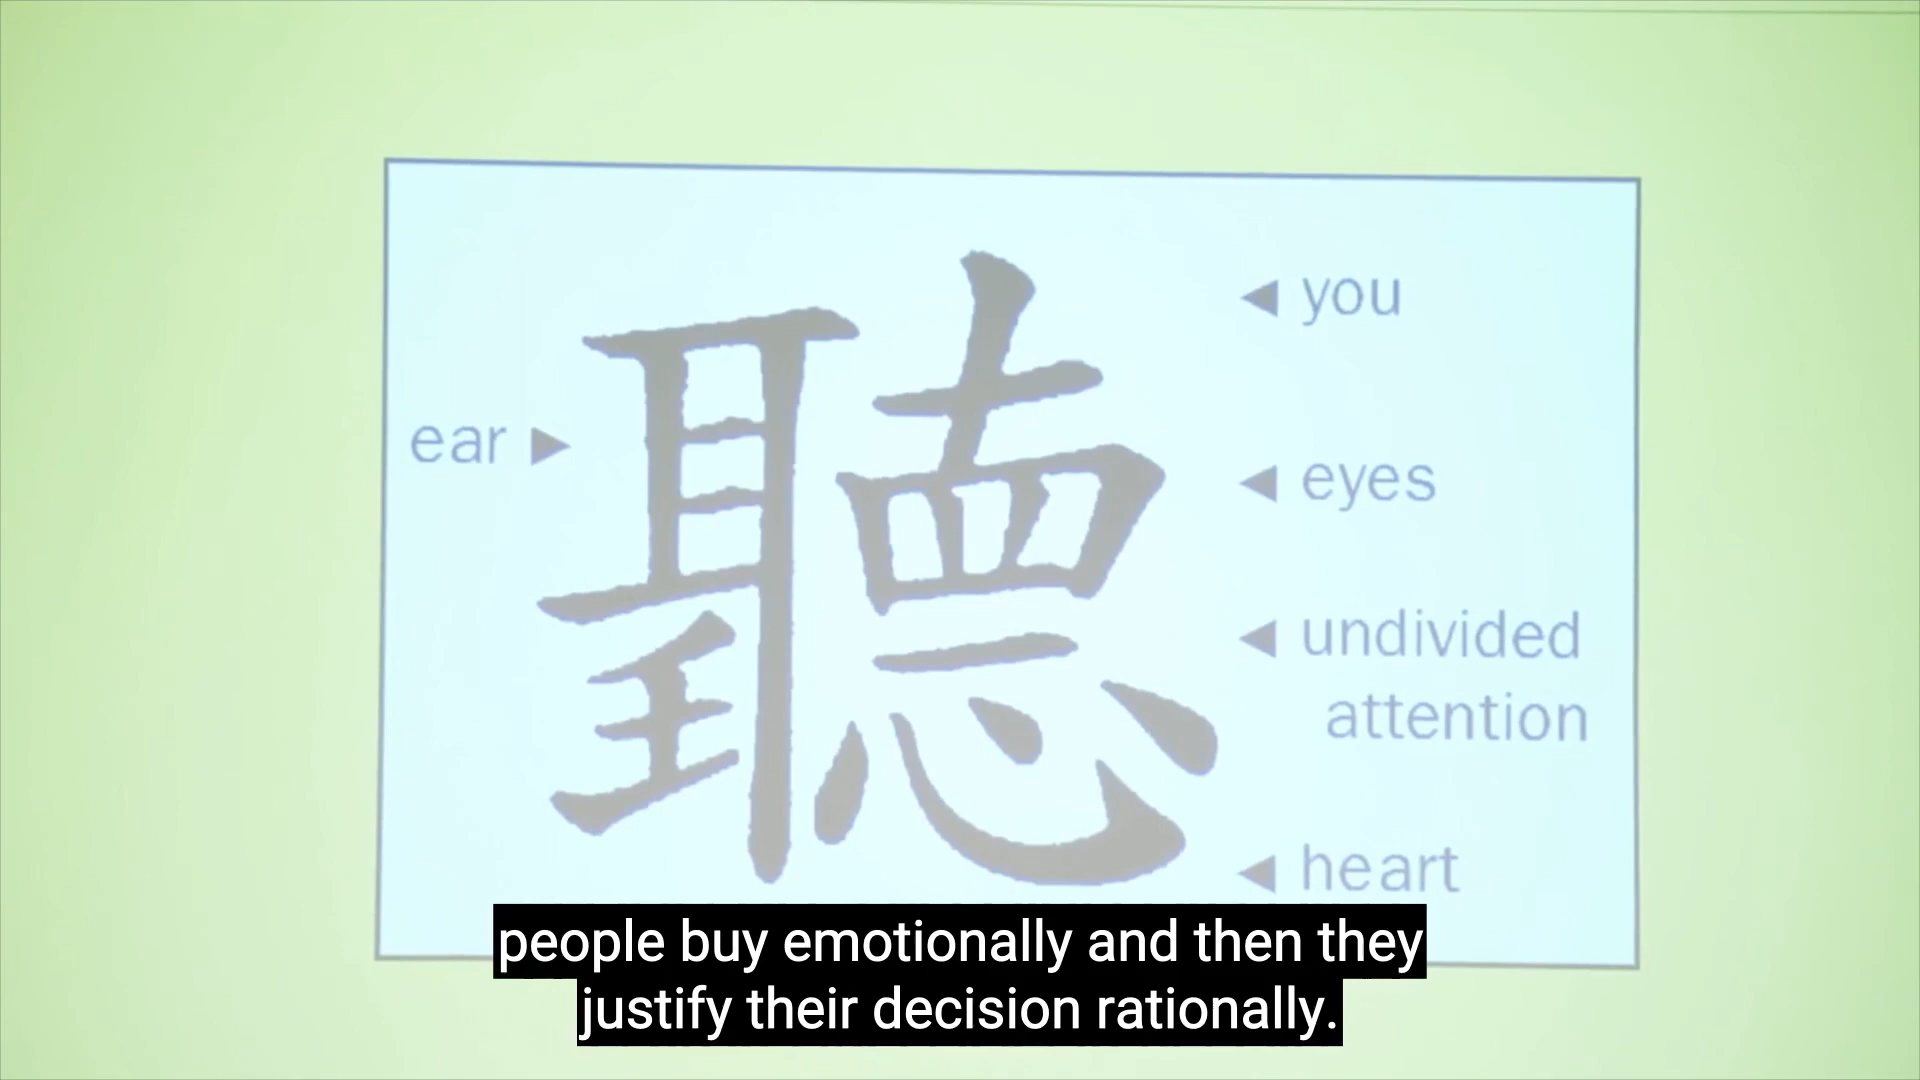 聽
ear
you
eyes
undivided
attention
heart
people buy emotionally and then they
justify their decision rationally.